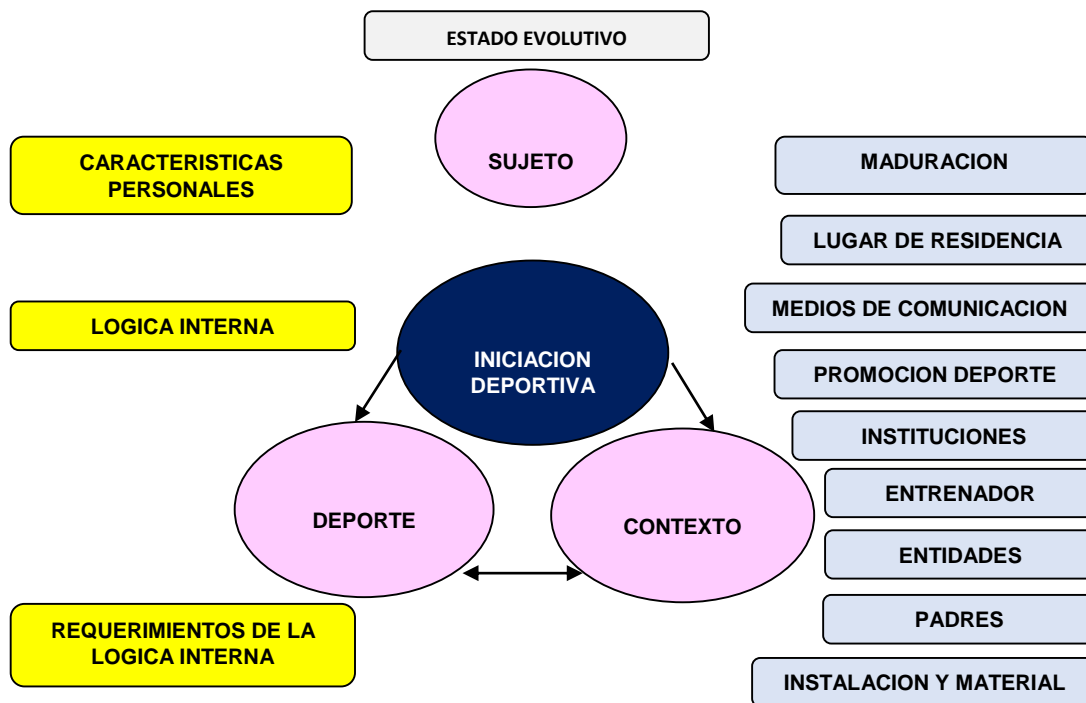 ESTADO EVOLUTIVO
SUJETO
CARACTERISTICAS
PERSONALES
MADURACION
LUGAR DE RESIDENCIA
LOGICA INTERNA
MEDIOS DE COMUNICACION
INICIACION
DEPORTIVA
PROMOCION DEPORTE
INSTITUCIONES
ENTRENADOR
DEPORTE
CONTEXTO
ENTIDADES
PADRES
REQUERIMIENTOS DE LA
LOGICA INTERNA
INSTALACION Y MATERIAL